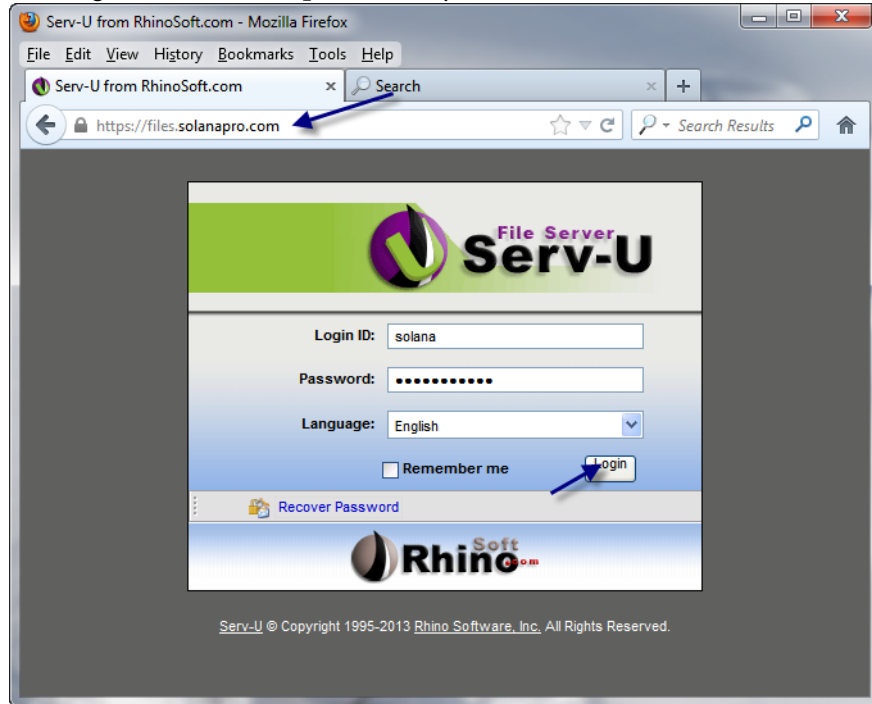 Serv-U from RhinoSoft.com - Mozilla Firefox
File Edit View History Bookmarks Tools Help
Serv-U from RhinoSoft.com × Search × +
https://files.solanapro.com Search Results
File Server
Serv-U
Login ID: solana
Password: •••••••••••
Language: English
Remember me Login
Recover Password
RhinoSoft.com
Serv-U © Copyright 1995-2013 Rhino Software, Inc. All Rights Reserved.